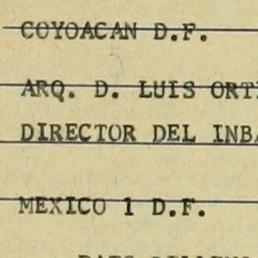 COYOACAN D.F.
ARQ. D. LUIS ORTI
DIRECTOR DEL INBA
MEXICO 1 D.F.